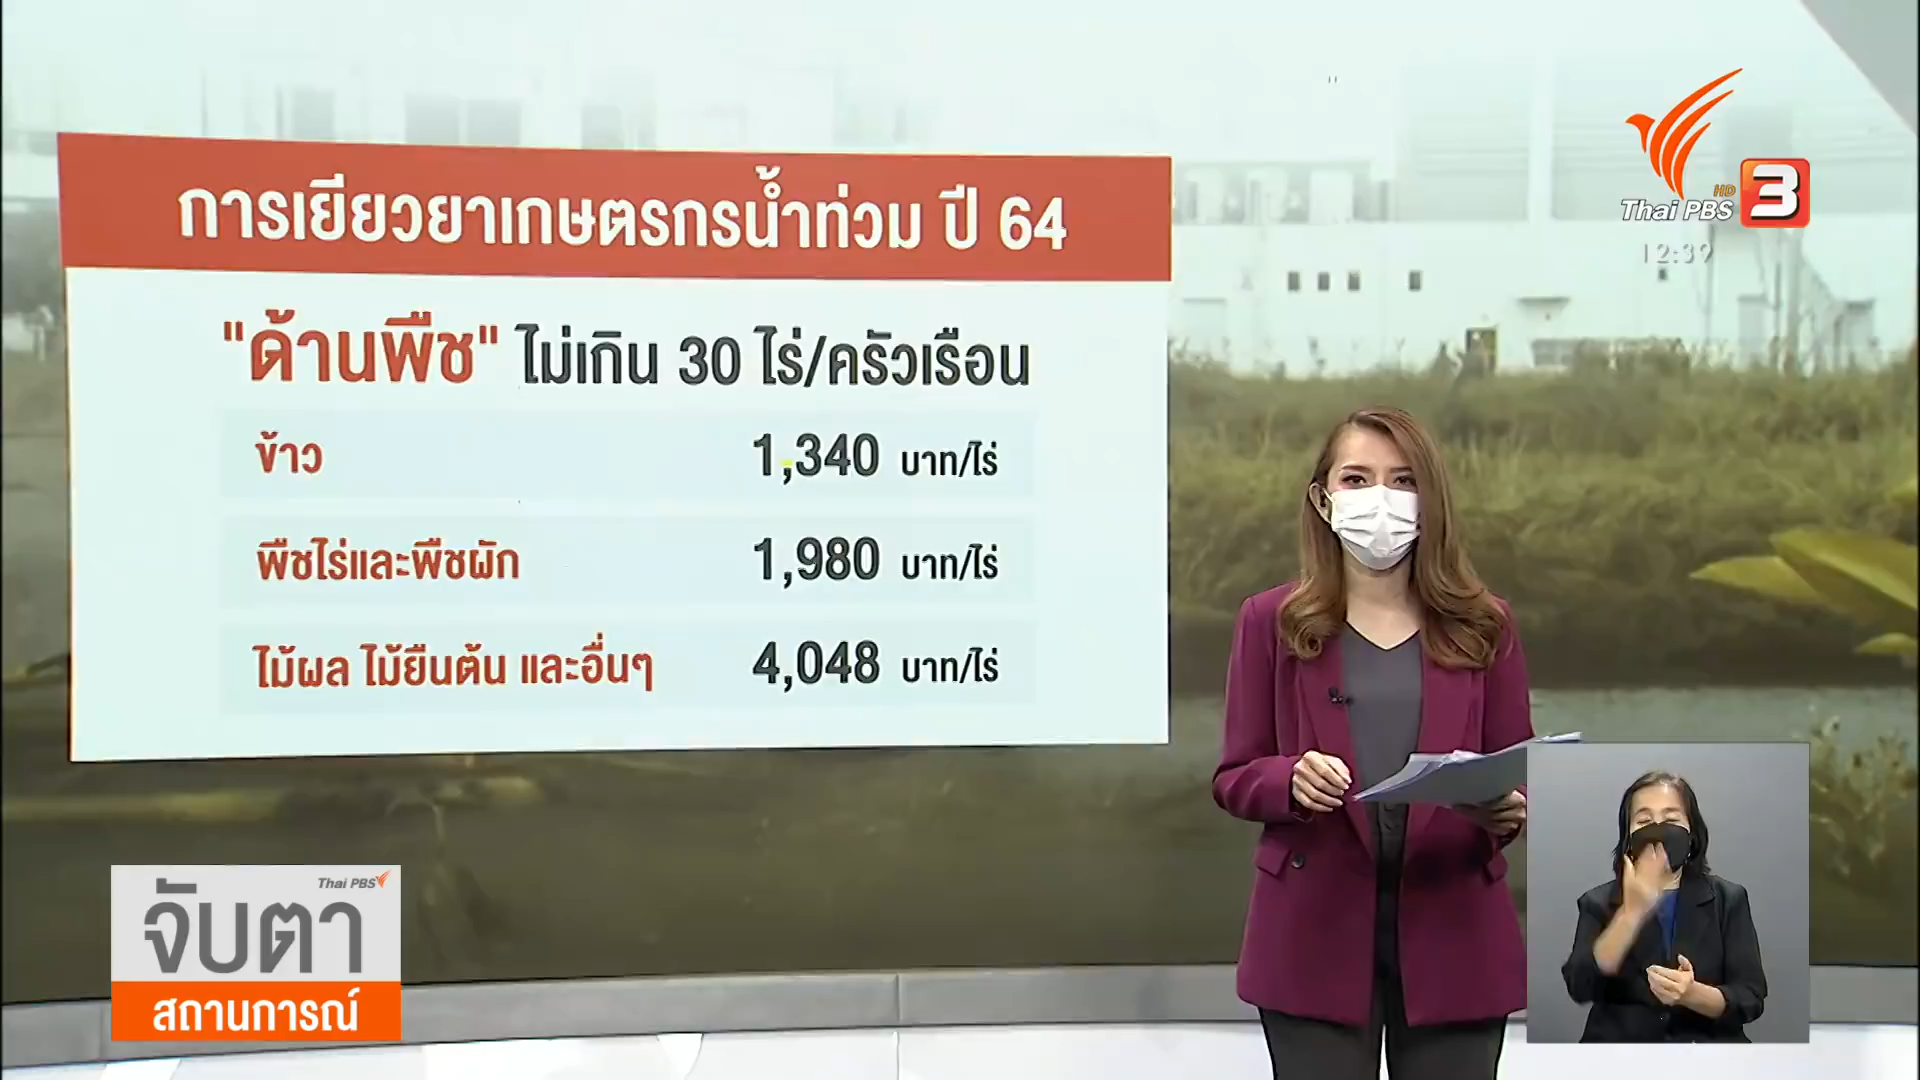 การเยียวยาเกษตรกรน้ำท่วม ปี 64
"ด้านพืช" ไม่เกิน 30 ไร่/ครัวเรือน
ข้าว 1,340 บาท/ไร่
พืชไร่และพืชผัก 1,980 บาท/ไร่
ไม้ผล ไม้ยืนต้น และอื่นๆ 4,048 บาท/ไร่
HD
Thai PBS 3
12:39
Thai PBS
จับตา
สถานการณ์